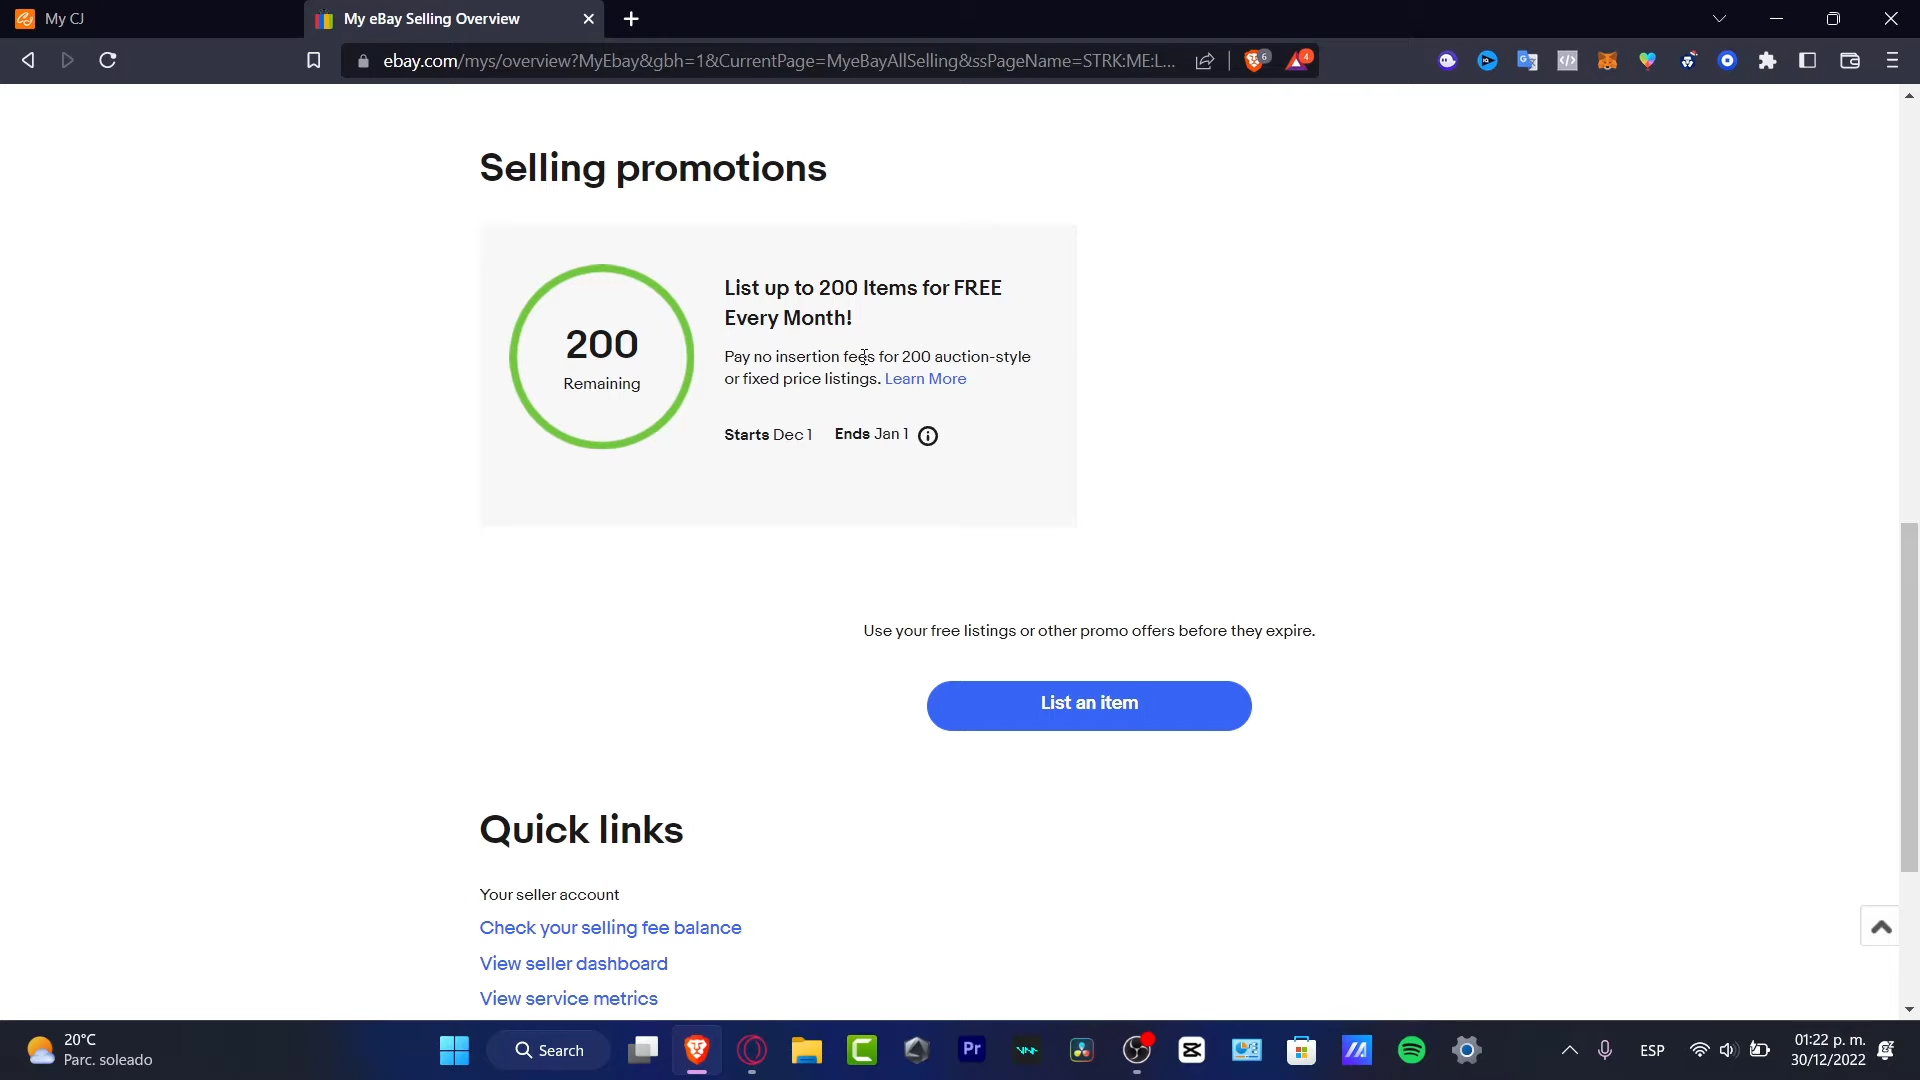 My CJ
My eBay Selling Overview
ebay.com/mys/overview?MyEbay&gbh=1&CurrentPage=MyeBayAllSelling&ssPageName=STRK:ME:L...
6
4
Selling promotions
200
Remaining
List up to 200 Items for FREE
Every Month!
Pay no insertion fees for 200 auction-style
or fixed price listings. Learn More
Starts Dec 1 Ends Jan 1
Use your free listings or other promo offers before they expire.
List an item
Quick links
Your seller account
Check your selling fee balance
View seller dashboard
View service metrics
20°C
Parc. soleado
Search
Pr
ESP
01:22 p. m.
30/12/2022